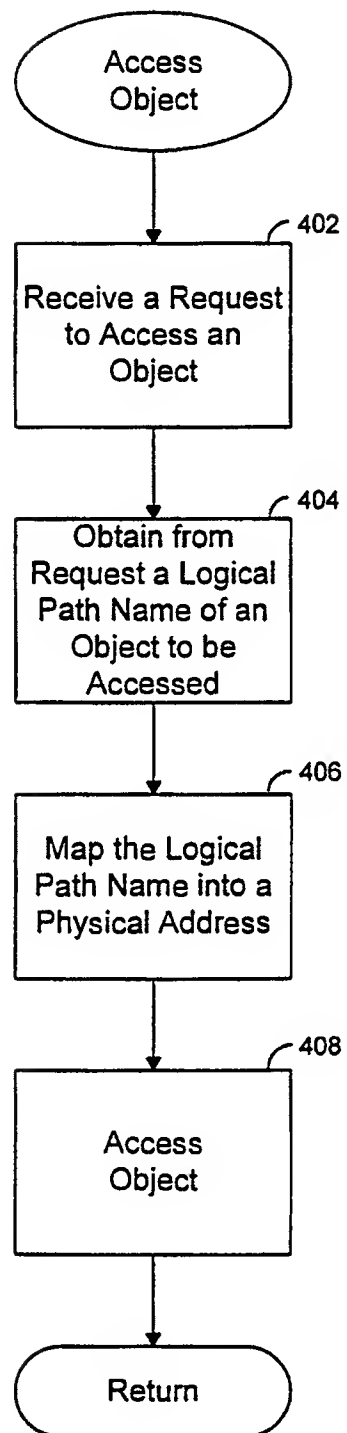 Access
Object
402
Receive a Request
to Access an
Object
404
Obtain from
Request a Logical
Path Name of an
Object to be
Accessed
406
Map the Logical
Path Name into a
Physical Address
408
Access
Object
Return